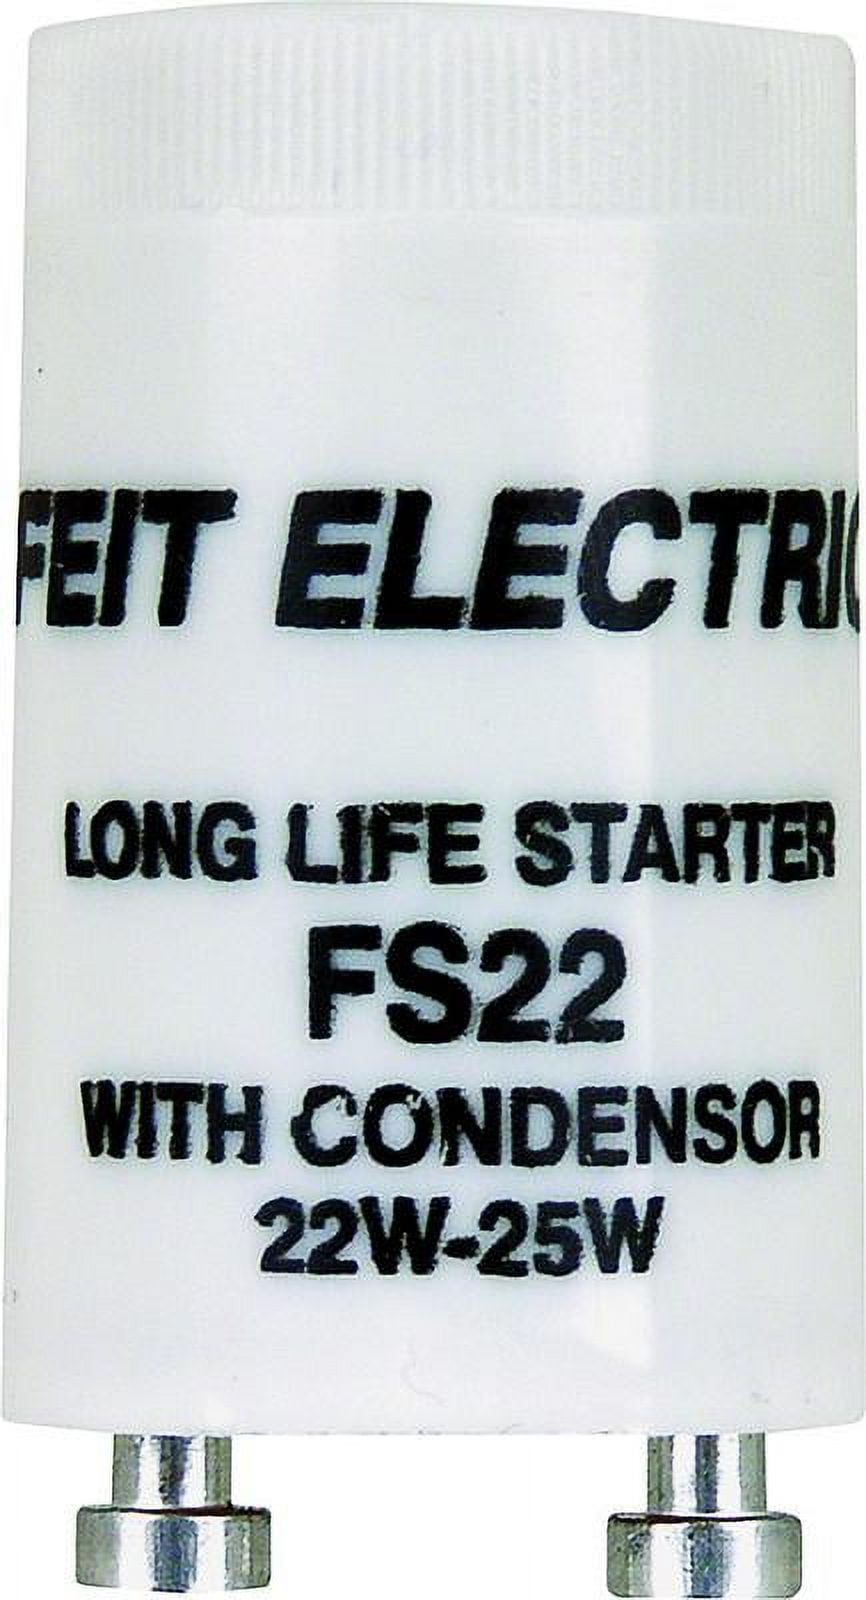 FEIT ELECTRIC
LONG LIFE STARTER
FS22
WITH CONDENSOR
22W-25W